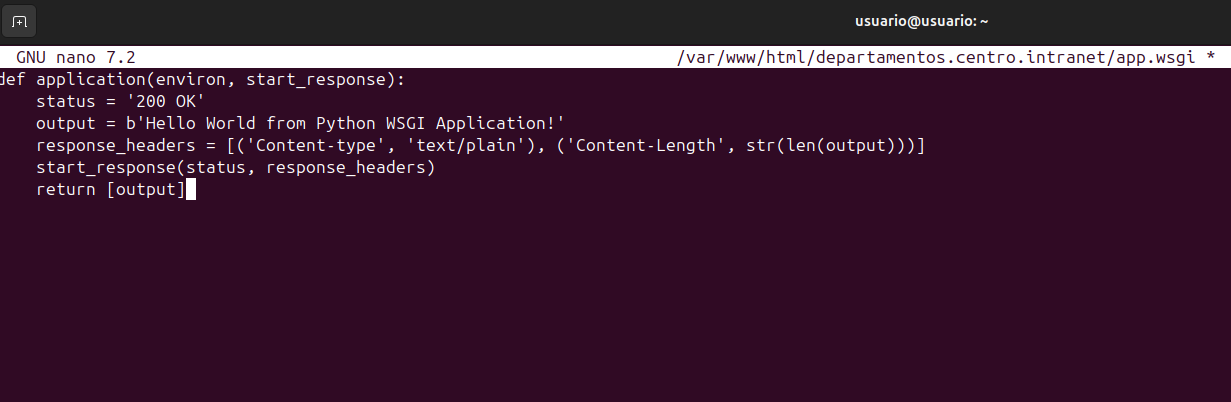 usuario@usuario: ~
GNU nano 7.2 /var/www/html/departamentos.centro.intranet/app.wsgi *
def application(environ, start_response):
    status = '200 OK'
    output = b'Hello World from Python WSGI Application!'
    response_headers = [('Content-type', 'text/plain'), ('Content-Length', str(len(output)))]
    start_response(status, response_headers)
    return [output]